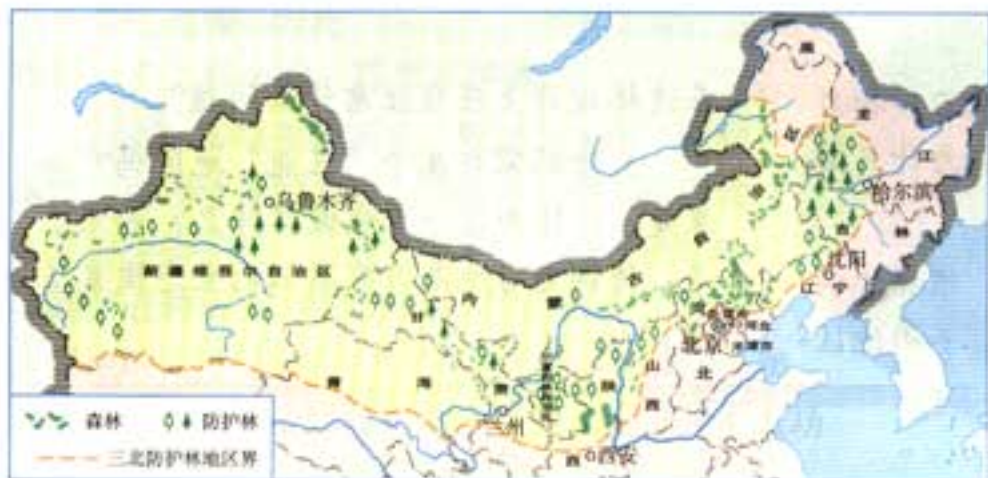 黑
龙
江
哈尔滨
吉
林
沈阳
辽宁
内
蒙
古
乌鲁木齐
新疆维吾尔自治区
甘
青 海
兰州
陕
西
西安
山
西
河
北
北京
森林
防护林
三北防护林地区界